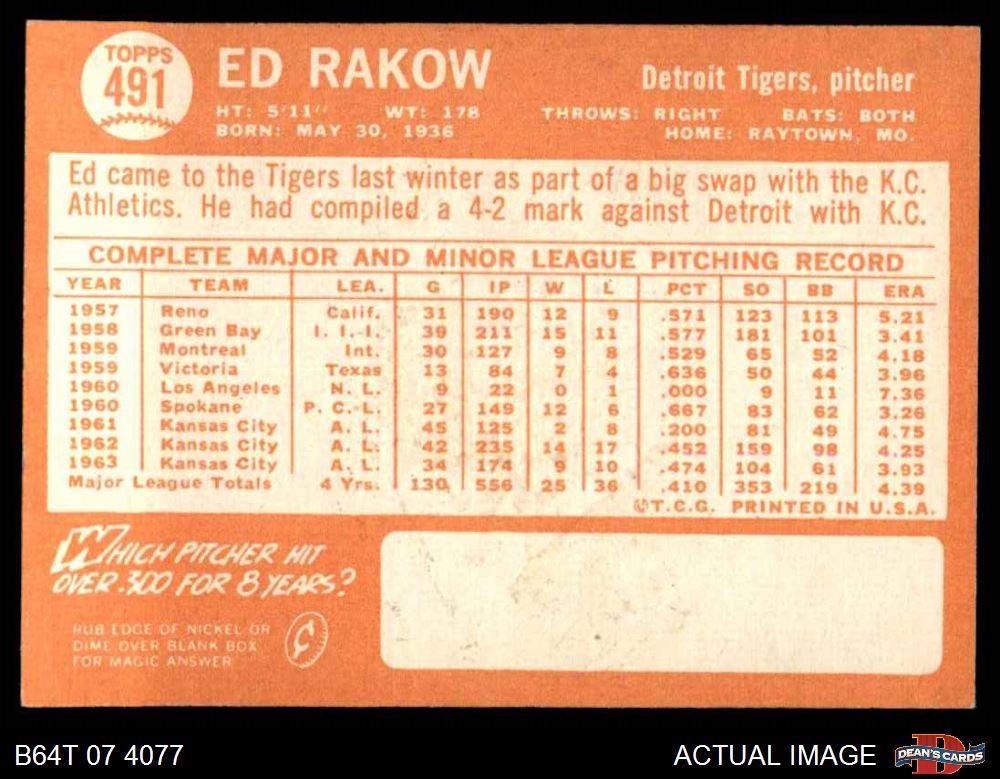 TOPPS
491
ED RAKOW
Detroit Tigers, pitcher
HT: 5'11" WT: 178 THROWS: RIGHT BATS: BOTH
BORN: MAY 30, 1936 HOME: RAYTOWN, MO.
Ed came to the Tigers last winter as part of a big swap with the K.C.
Athletics. He had compiled a 4-2 mark against Detroit with K.C.
COMPLETE MAJOR AND MINOR LEAGUE PITCHING RECORD
YEAR TEAM LEA. G IP W L PCT SO BB ERA
1957 Reno Calif. 31 190 12 9 .571 123 113 5.21
1958 Green Bay I. I. I. 39 211 15 11 .577 181 101 3.41
1959 Montreal Int. 30 127 9 8 .529 65 52 4.18
1959 Victoria Texas 13 84 7 4 .636 50 44 3.96
1960 Los Angeles N. L. 9 22 0 1 .000 9 11 7.36
1960 Spokane P. C. L. 27 149 12 6 .667 83 62 3.26
1961 Kansas City A. L. 45 125 2 8 .200 81 49 4.75
1962 Kansas City A. L. 42 235 14 17 .452 159 98 4.25
1963 Kansas City A. L. 34 174 9 10 .474 104 61 3.93
Major League Totals 4 Yrs. 130 556 25 36 .410 353 219 4.39
©T.C.G. PRINTED IN U.S.A.
WHICH PITCHER HIT
OVER .300 FOR 8 YEARS?
RUB EDGE OF NICKEL OR
DIME OVER BLANK BOX
FOR MAGIC ANSWER
B64T 07 4077
ACTUAL IMAGE
DEAN'S CARDS